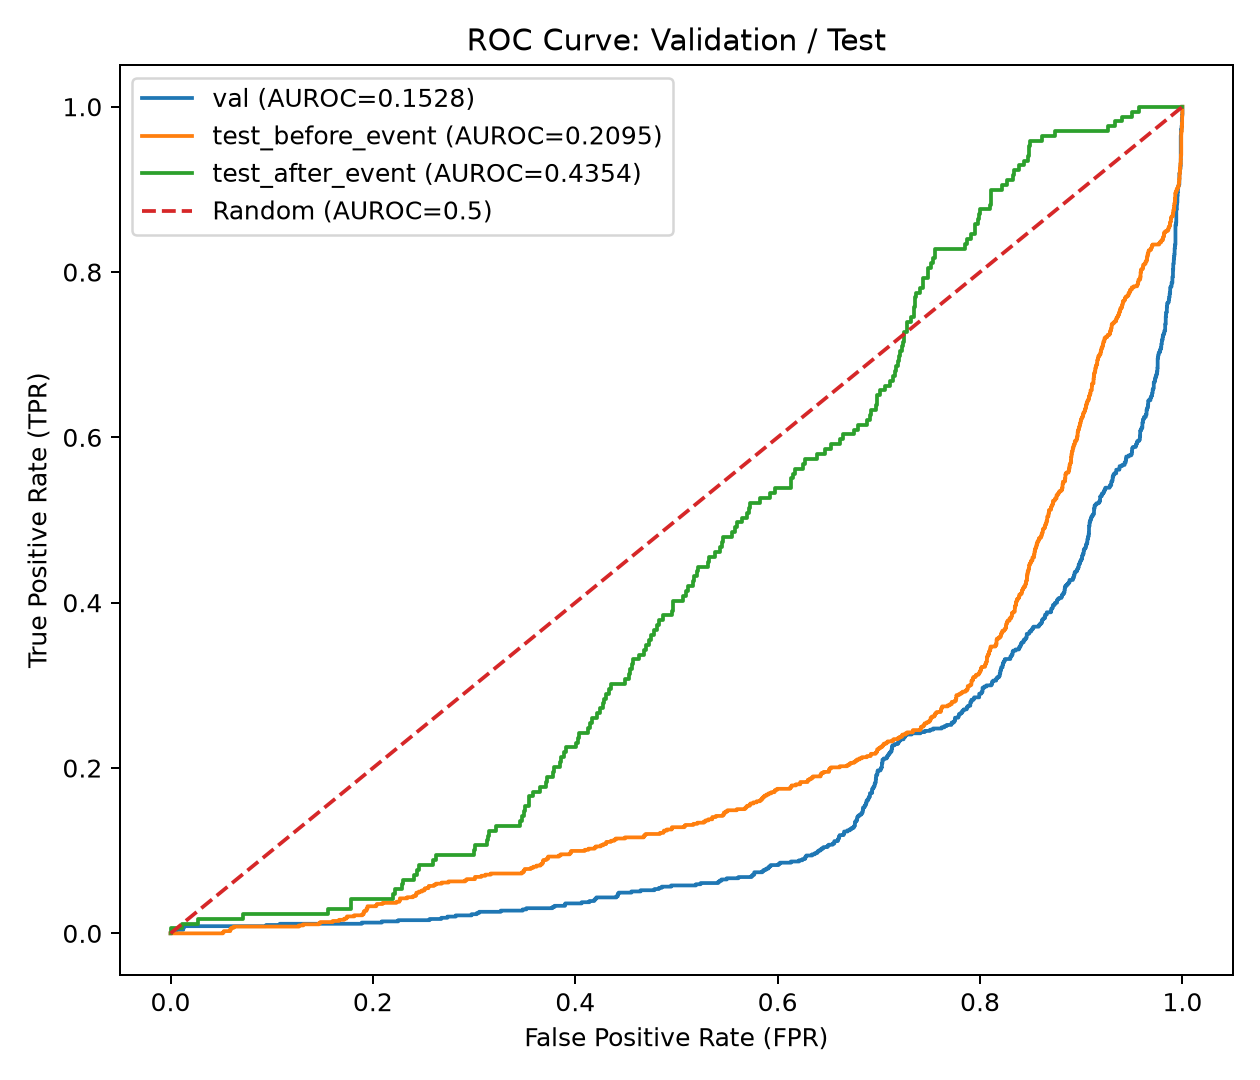 ROC Curve: Validation / Test
val (AUROC=0.1528)
test_before_event (AUROC=0.2095)
test_after_event (AUROC=0.4354)
Random (AUROC=0.5)
True Positive Rate (TPR)
1.0
0.8
0.6
0.4
0.2
0.0
0.0 0.2 0.4 0.6 0.8 1.0
False Positive Rate (FPR)